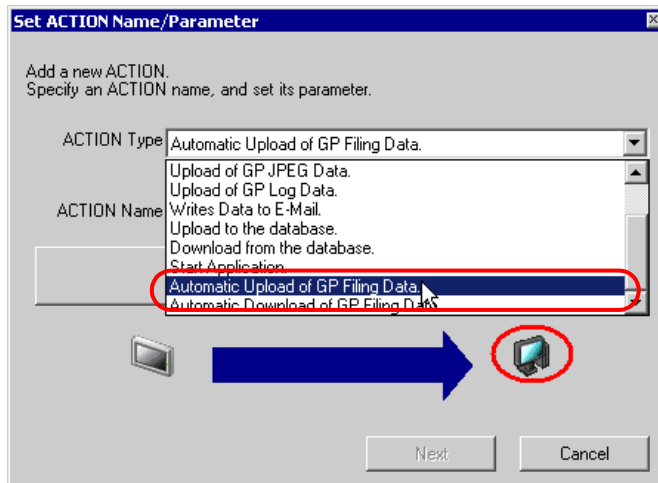 Set ACTION Name/Parameter
Add a new ACTION.
Specify an ACTION name, and set its parameter.
ACTION Type Automatic Upload of GP Filing Data.
Upload of GP JPEG Data.
Upload of GP Log Data.
ACTION Name Writes Data to E-Mail.
Upload to the database.
Download from the database.
Start Application.
Automatic Upload of GP Filing Data.
Automatic Download of GP Filing Data.
Next Cancel